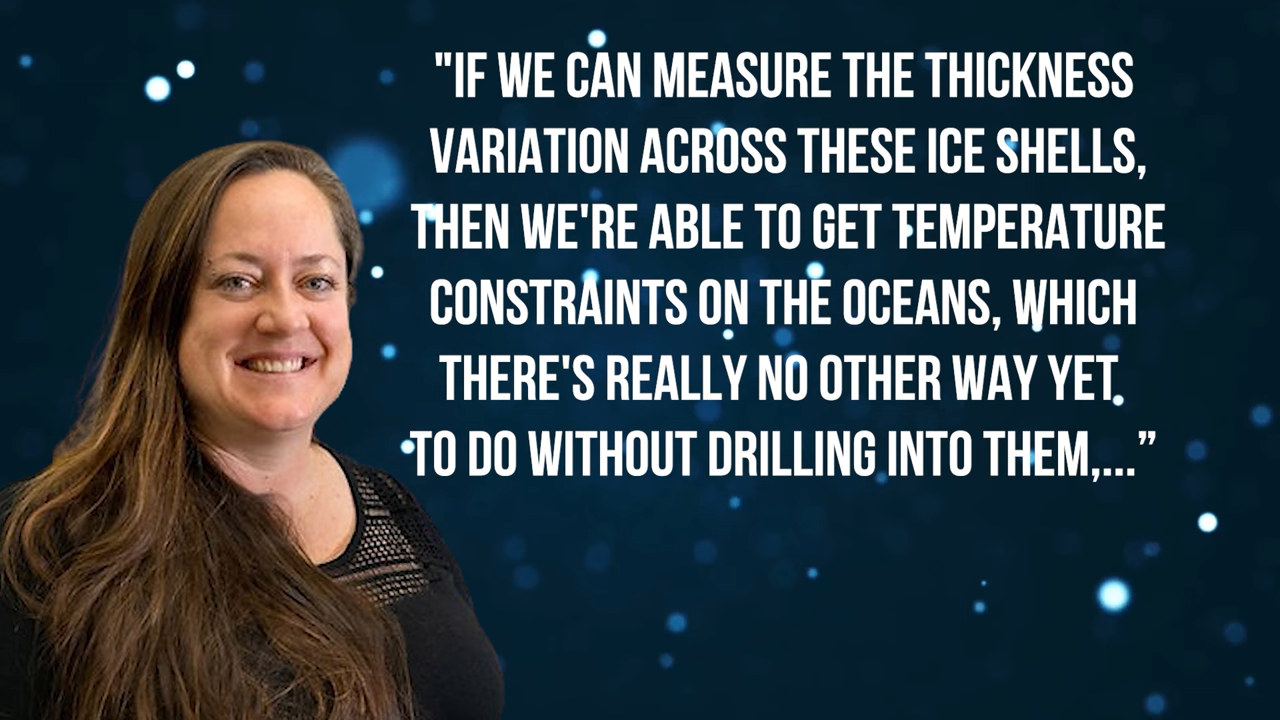 "IF WE CAN MEASURE THE THICKNESS
VARIATION ACROSS THESE ICE SHELLS,
THEN WE'RE ABLE TO GET TEMPERATURE
CONSTRAINTS ON THE OCEANS, WHICH
THERE'S REALLY NO OTHER WAY YET
TO DO WITHOUT DRILLING INTO THEM,...”